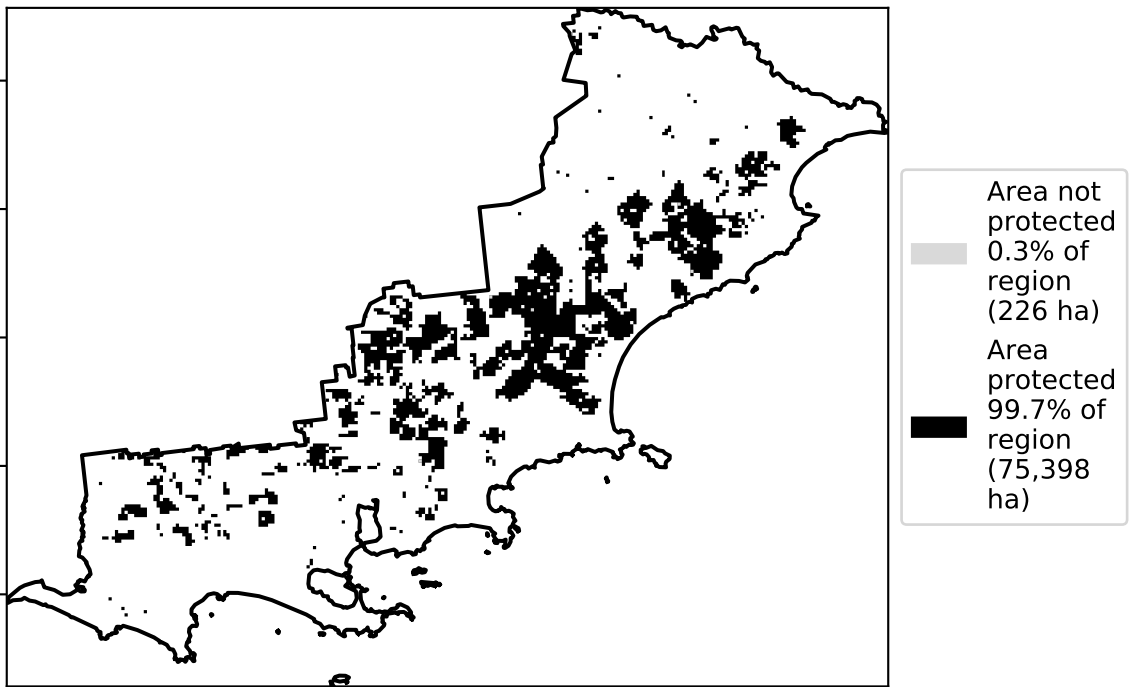 Area not
protected
0.3% of
region
(226 ha)
Area
protected
99.7% of
region
(75,398
ha)